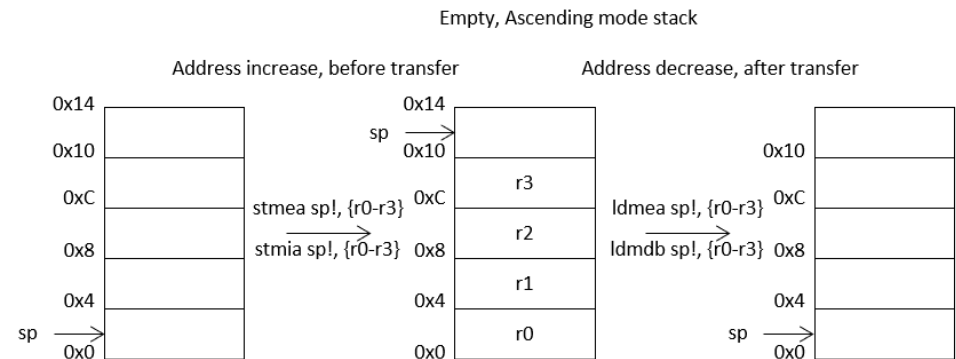 Empty, Ascending mode stack
Address increase, before transfer
Address decrease, after transfer
0x14
0x10
0xC
0x8
0x4
0x0
sp
stmea sp!, {r0-r3}
stmia sp!, {r0-r3}
0x14
sp
0x10
0xC
0x8
0x4
0x0
r3
r2
r1
r0
ldmea sp!, {r0-r3}
ldmdb sp!, {r0-r3}
0x10
0xC
0x8
0x4
sp
0x0